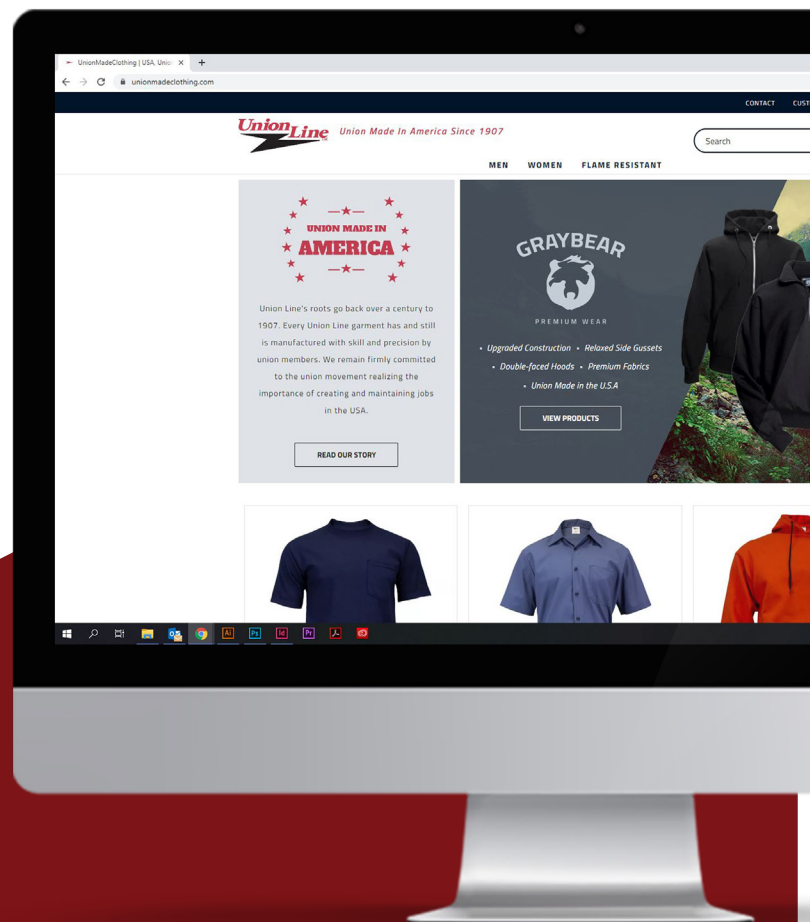 UnionMadeClothing | USA, Unio
unionmadeclothing.com
CONTACT CUST
Union Line
Union Made In America Since 1907
Search
MEN WOMEN FLAME RESISTANT
UNION MADE IN
AMERICA
Union Line's roots go back over a century to
1907. Every Union Line garment has and still
is manufactured with skill and precision by
union members. We remain firmly committed
to the union movement realizing the
importance of creating and maintaining jobs
in the USA.
READ OUR STORY
GRAYBEAR
PREMIUM WEAR
• Upgraded Construction • Relaxed Side Gussets
• Double-faced Hoods • Premium Fabrics
• Union Made in the U.S.A
VIEW PRODUCTS
Ai Ps Id Pr